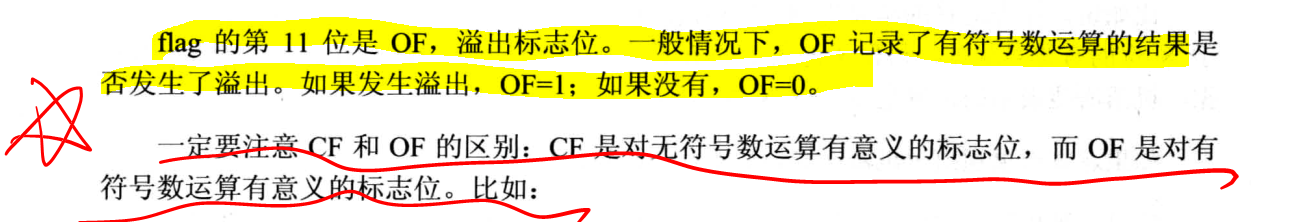 flag 的第 11 位是 OF，溢出标志位。一般情况下，OF 记录了有符号数运算的结果是
否发生了溢出。如果发生溢出，OF=1；如果没有，OF=0。
一定要注意 CF 和 OF 的区别：CF 是对无符号数运算有意义的标志位，而 OF 是对有
符号数运算有意义的标志位。比如：